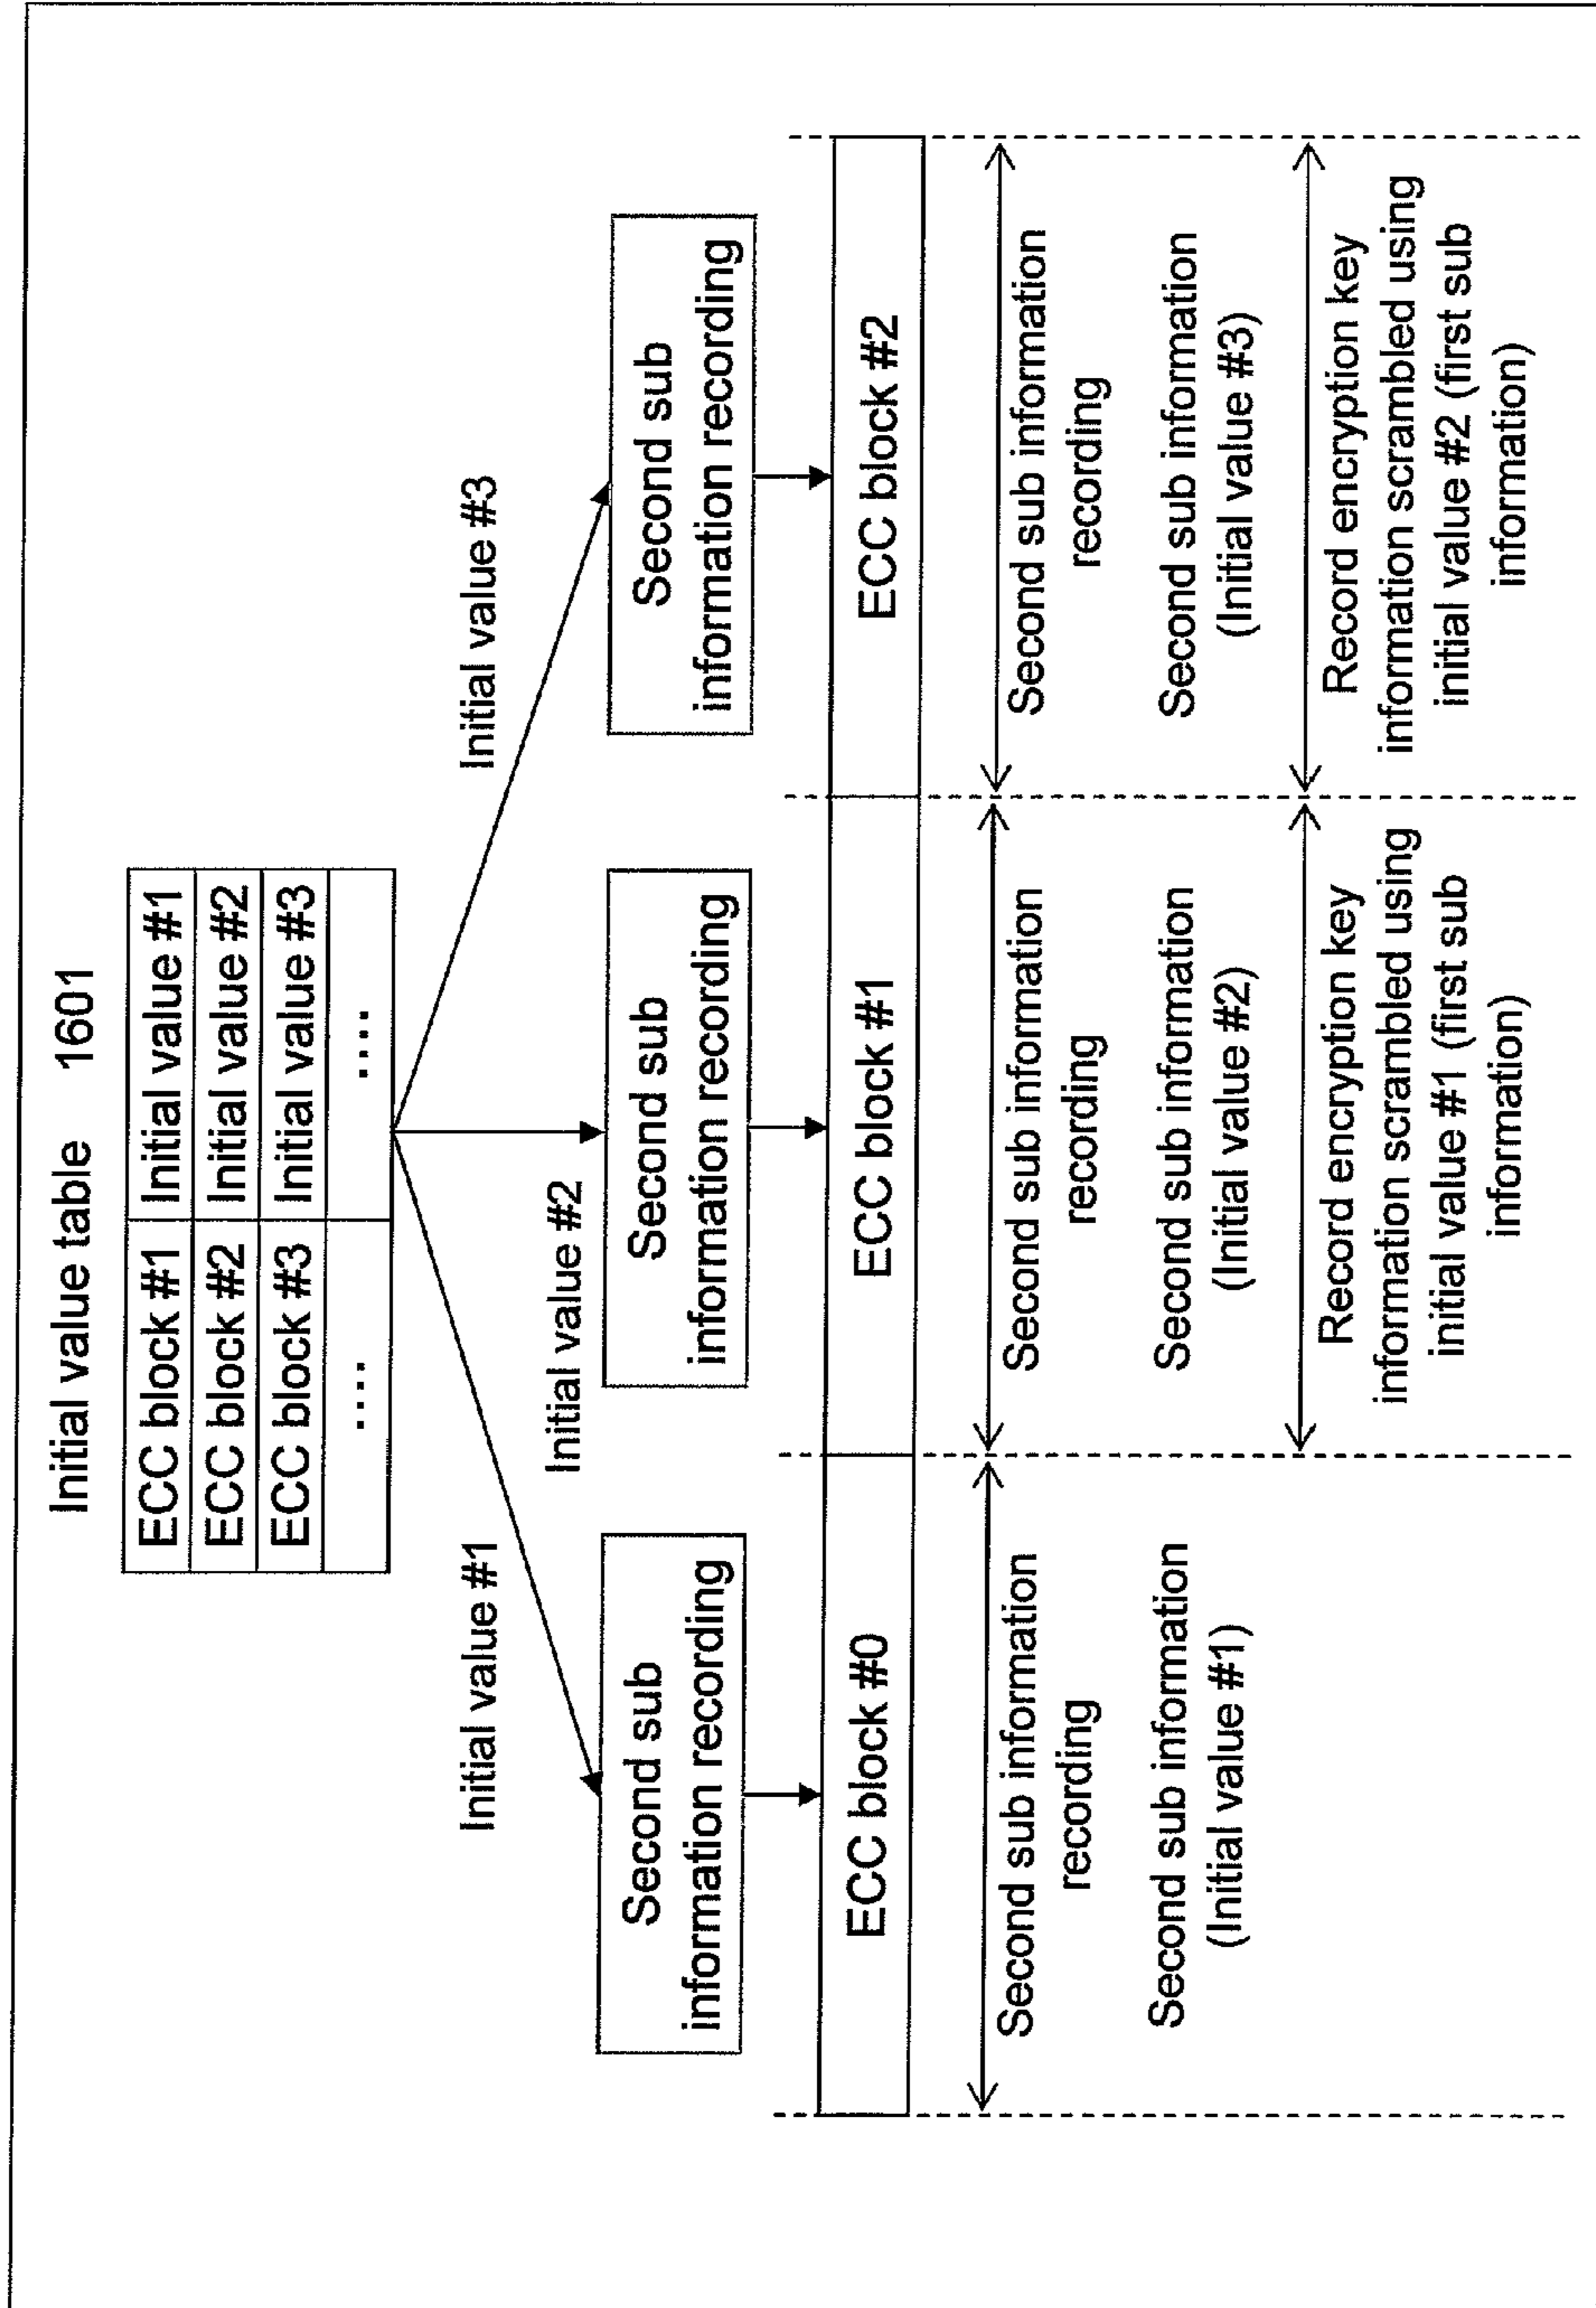 Initial value table 1601
ECC block #1 Initial value #1
ECC block #2 Initial value #2
ECC block #3 Initial value #3
.... ....
Initial value #1
Initial value #2
Initial value #3
Second sub
information recording
Second sub
information recording
Second sub
information recording
ECC block #0
ECC block #1
ECC block #2
Second sub information
recording
Second sub information
recording
Second sub information
recording
Second sub information
(Initial value #1)
Second sub information
(Initial value #2)
Second sub information
(Initial value #3)
Record encryption key
information scrambled using
initial value #1 (first sub
information)
Record encryption key
information scrambled using
initial value #2 (first sub
information)